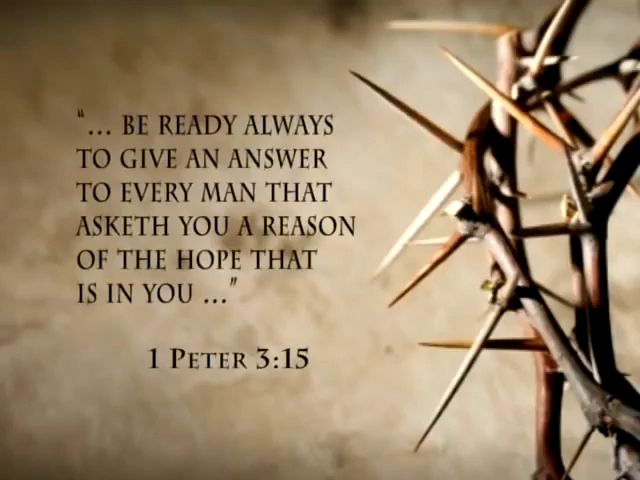 “... BE READY ALWAYS
TO GIVE AN ANSWER
TO EVERY MAN THAT
ASKETH YOU A REASON
OF THE HOPE THAT
IS IN YOU ...”
1 PETER 3:15